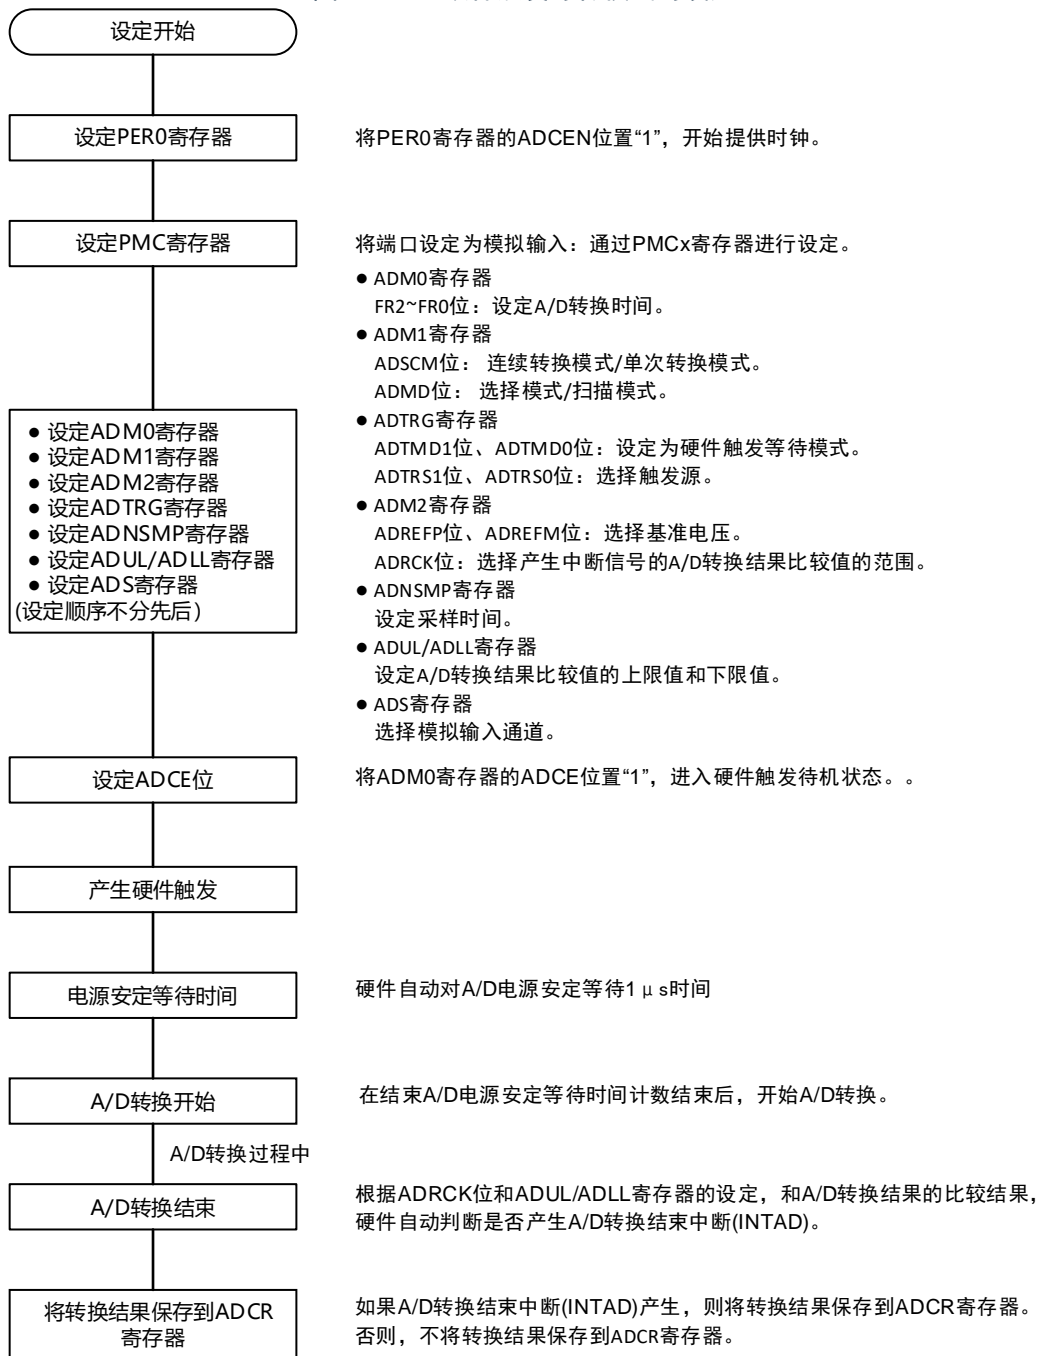 设定开始
设定PER0寄存器
将PER0寄存器的ADCEN位置“1”，开始提供时钟。
设定PMC寄存器
将端口设定为模拟输入：通过PMCx寄存器进行设定。
● ADM0寄存器
FR2~FR0位：设定A/D转换时间。
● ADM1寄存器
ADSCM位： 连续转换模式/单次转换模式。
ADMD位： 选择模式/扫描模式。
● ADTRG寄存器
ADTMD1位、ADTMD0位：设定为硬件触发等待模式。
ADTRS1位、ADTRS0位：选择触发源。
● ADM2寄存器
ADREFP位、ADREFM位：选择基准电压。
ADRCK位：选择产生中断信号的A/D转换结果比较值的范围。
● ADNSMP寄存器
设定采样时间。
● ADUL/ADLL寄存器
设定A/D转换结果比较值的上限值和下限值。
● ADS寄存器
选择模拟输入通道。
● 设定ADM0寄存器
● 设定ADM1寄存器
● 设定ADM2寄存器
● 设定ADTRG寄存器
● 设定ADNSMP寄存器
● 设定ADUL/ADLL寄存器
● 设定ADS寄存器
(设定顺序不分先后)
设定ADCE位
将ADM0寄存器的ADCE位置“1”，进入硬件触发待机状态。。
产生硬件触发
电源安定等待时间
硬件自动对A/D电源安定等待1μs时间
A/D转换开始
在结束A/D电源安定等待时间计数结束后，开始A/D转换。
A/D转换过程中
A/D转换结束
根据ADRCK位和ADUL/ADLL寄存器的设定，和A/D转换结果的比较结果，
硬件自动判断是否产生A/D转换结束中断(INTAD)。
将转换结果保存到ADCR
寄存器
如果A/D转换结束中断(INTAD)产生，则将转换结果保存到ADCR寄存器。
否则，不将转换结果保存到ADCR寄存器。